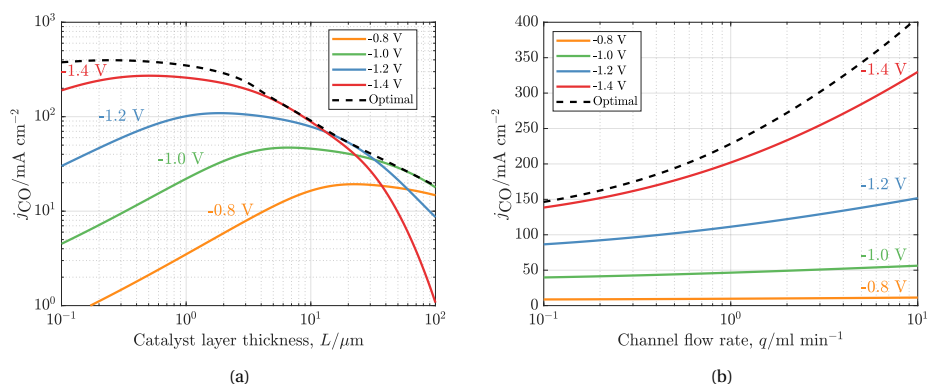 10³
10²
10¹
10⁰
j_CO/mA cm⁻²
-1.4 V
-1.2 V
-1.0 V
-0.8 V
-0.8 V
-1.0 V
-1.2 V
-1.4 V
Optimal
10⁻¹
10⁰
10¹
10²
Catalyst layer thickness, L/μm
(a)
400
350
300
250
200
150
100
50
0
j_CO/mA cm⁻²
-0.8 V
-1.0 V
-1.2 V
-1.4 V
Optimal
-1.4 V
-1.2 V
-1.0 V
-0.8 V
10⁻¹
10⁰
10¹
Channel flow rate, q/ml min⁻¹
(b)